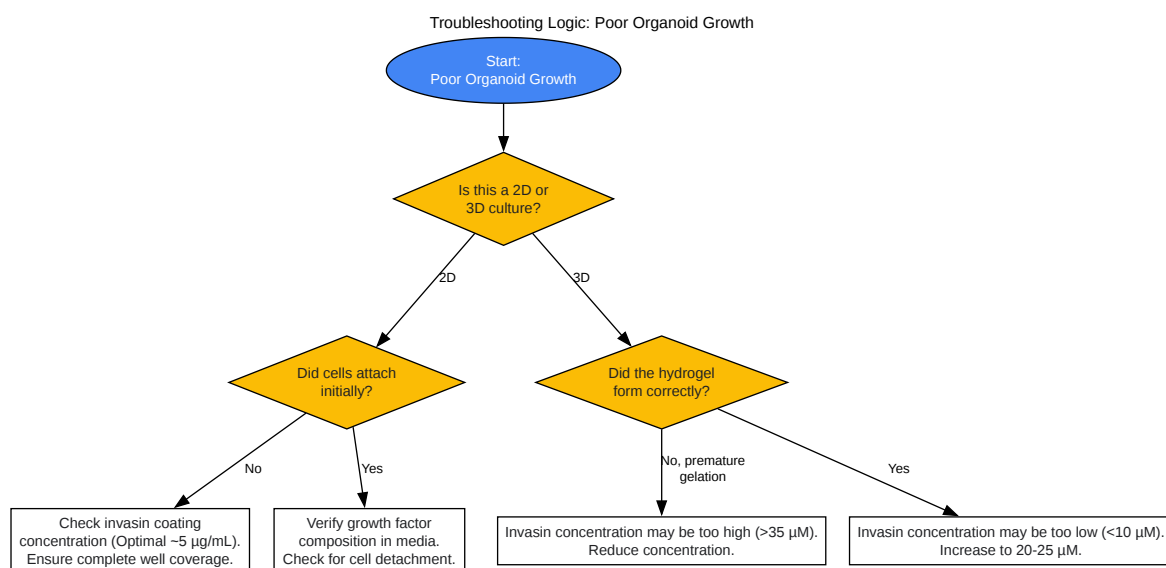 Troubleshooting Logic: Poor Organoid Growth
Start:
Poor Organoid Growth
Is this a 2D or
3D culture?
2D
3D
Did cells attach
initially?
Did the hydrogel
form correctly?
No
Yes
No, premature
gelation
Yes
Check invasin coating
concentration (Optimal ~5 µg/mL).
Ensure complete well coverage.
Verify growth factor
composition in media.
Check for cell detachment.
Invasin concentration may be too high (>35 µM).
Reduce concentration.
Invasin concentration may be too low (<10 µM).
Increase to 20-25 µM.